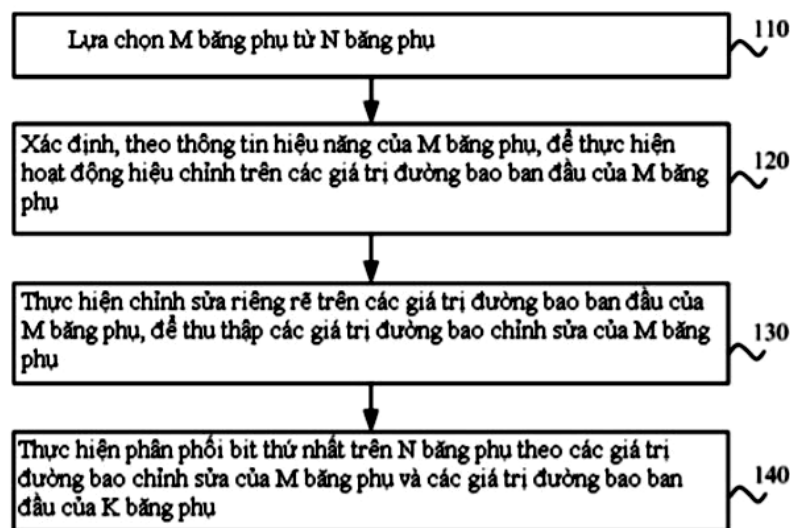 Lựa chọn M băng phụ từ N băng phụ
110
Xác định, theo thông tin hiệu năng của M băng phụ, để thực hiện
hoạt động hiệu chỉnh trên các giá trị đường bao ban đầu của M băng
phụ
120
Thực hiện chỉnh sửa riêng rẽ trên các giá trị đường bao ban đầu của
M băng phụ, để thu thập các giá trị đường bao chỉnh sửa của M băng
phụ
130
Thực hiện phân phối bit thứ nhất trên N băng phụ theo các giá trị
đường bao chỉnh sửa của M băng phụ và các giá trị đường bao ban
đầu của K băng phụ
140